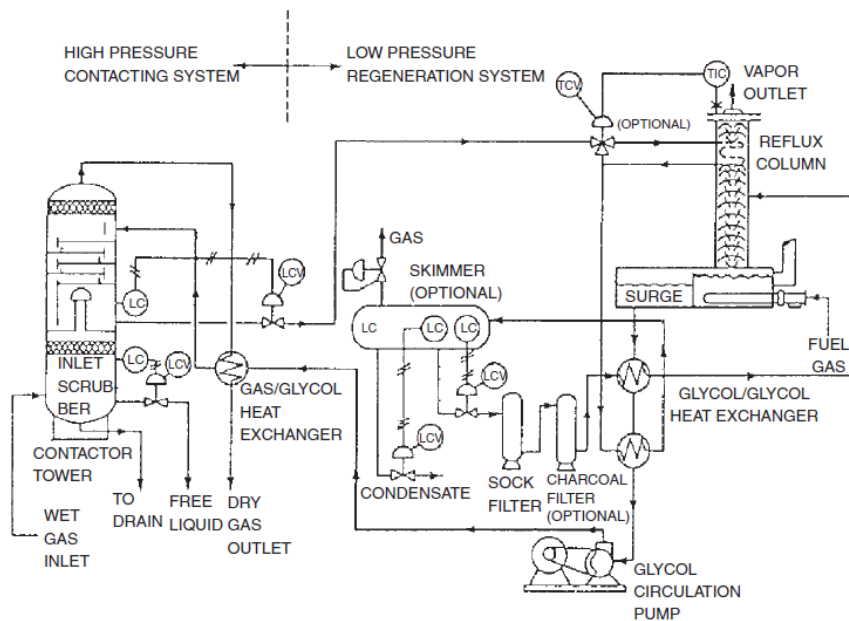 HIGH PRESSURE
CONTACTING SYSTEM
LOW PRESSURE
REGENERATION SYSTEM
TCV
TIC
VAPOR
OUTLET
(OPTIONAL)
REFLUX
COLUMN
GAS
SKIMMER
(OPTIONAL)
LCV
LC
LC
LC
LC
SURGE
LC
LCV
INLET
SCRUB
BER
GAS/GLYCOL
HEAT
EXCHANGER
LCV
LCV
FUEL
GAS
GLYCOL/GLYCOL
HEAT EXCHANGER
CONTACTOR
TOWER
CONDENSATE
SOCK
FILTER
CHARCOAL
FILTER
(OPTIONAL)
TO
DRAIN
FREE
LIQUID
DRY
GAS
OUTLET
WET
GAS
INLET
GLYCOL
CIRCULATION
PUMP